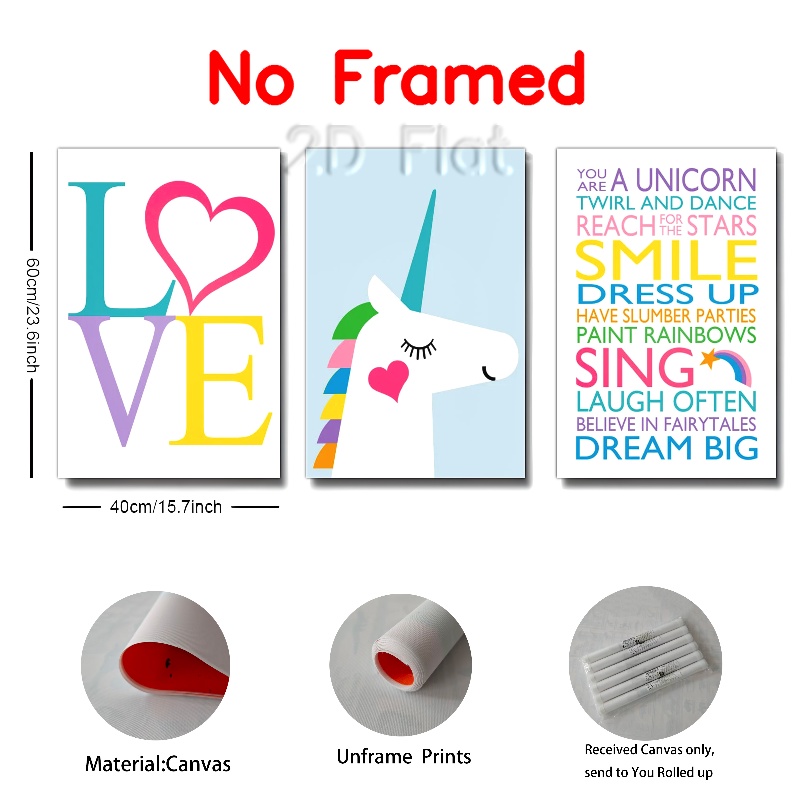 No Framed
2D Flat
60cm/23.6inch
LO
VE
40cm/15.7inch
YOU ARE A UNICORN
TWIRL AND DANCE
REACH FOR THE STARS
SMILE
DRESS UP
HAVE SLUMBER PARTIES
PAINT RAINBOWS
SING
LAUGH OFTEN
BELIEVE IN FAIRYTALES
DREAM BIG
Material:Canvas
Unframe Prints
Received Canvas only,
send to You Rolled up